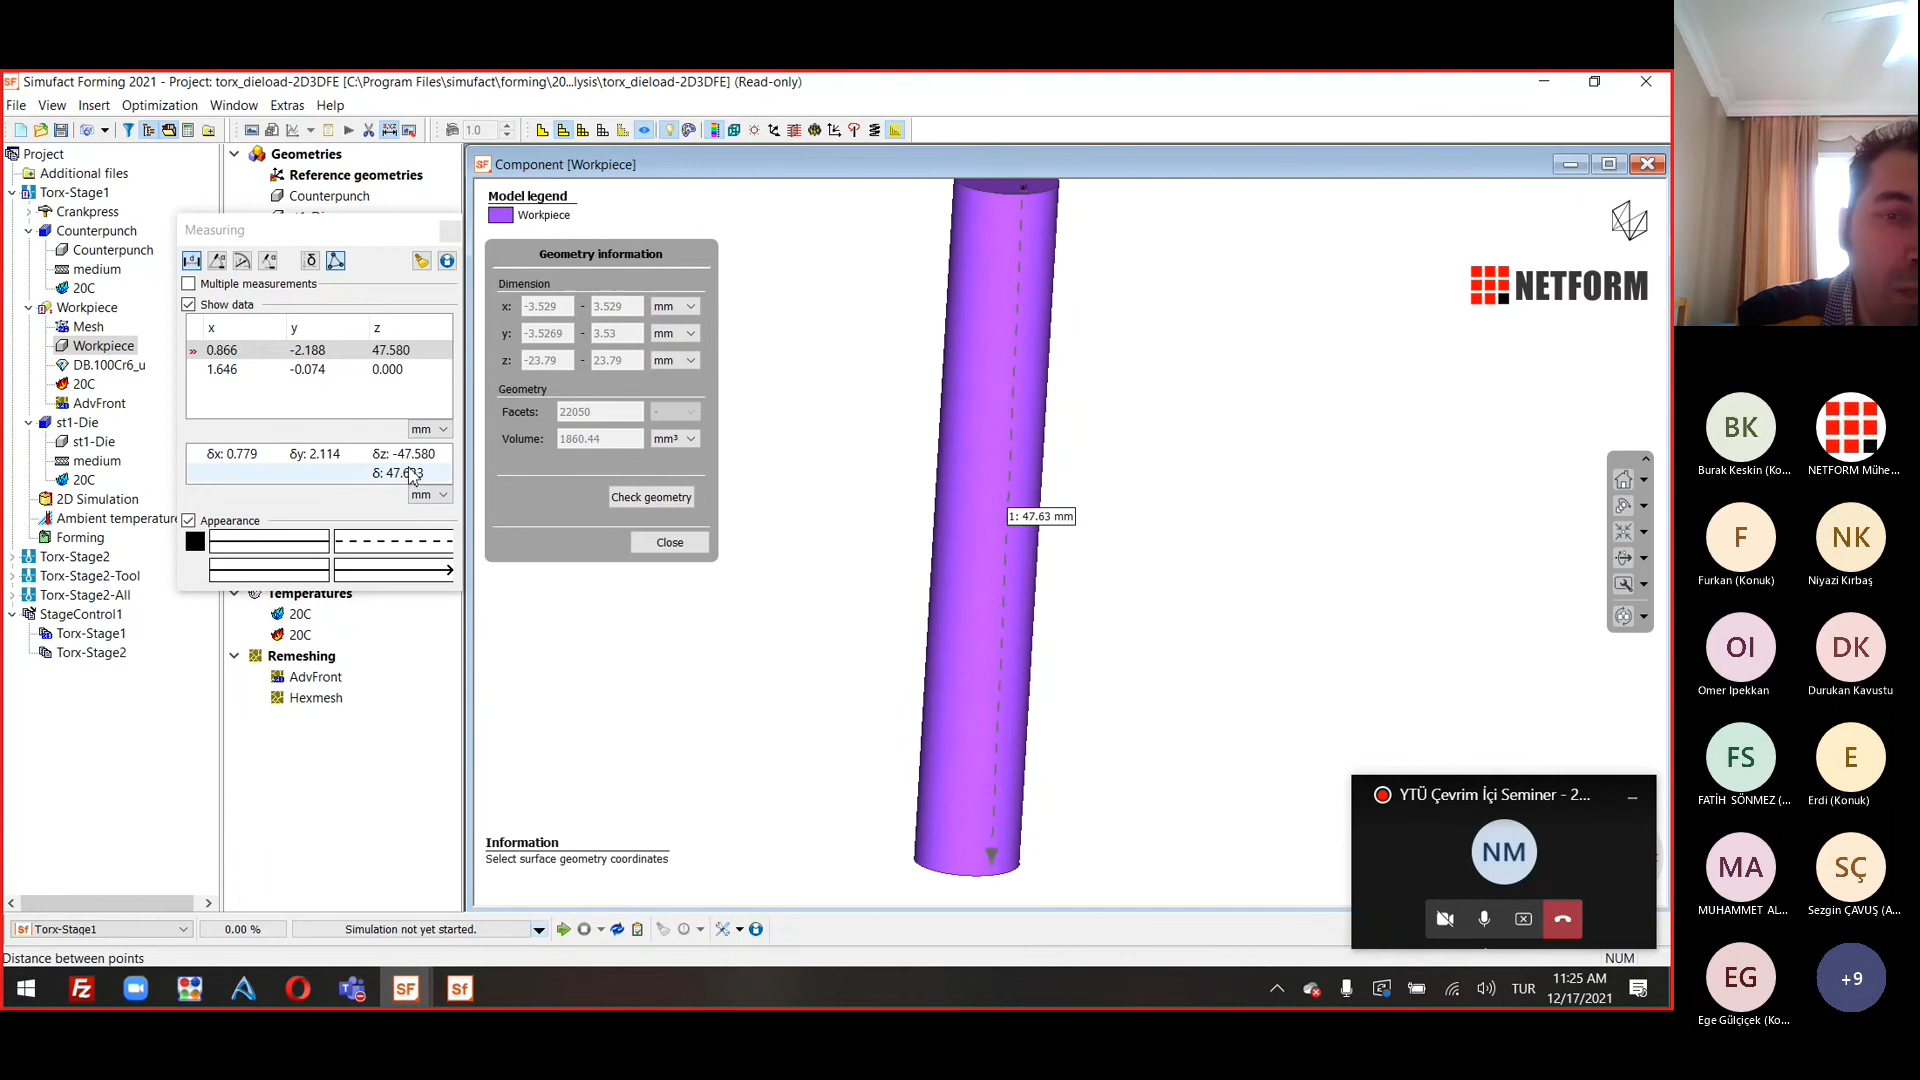 Simufact Forming 2021 - Project: torx_dieload-2D3DFE [C:\Program Files\simufact\forming\20...lysis\torx_dieload-2D3DFE] (Read-only)
File View Insert Optimization Window Extras Help
1.0
Project
Additional files
Torx-Stage1
Crankpress
Counterpunch
Counterpunch
medium
20C
Workpiece
Mesh
Workpiece
DB.100Cr6_u
20C
AdvFront
st1-Die
st1-Die
medium
20C
2D Simulation
Ambient temperature
Forming
Torx-Stage2
Torx-Stage2-Tool
Torx-Stage2-All
StageControl1
Torx-Stage1
Torx-Stage2
Geometries
Reference geometries
Counterpunch
Measuring
Multiple measurements
Show data
x y z
» 0.866 -2.188 47.580
1.646 -0.074 0.000
mm
δx: 0.779 δy: 2.114 δz: -47.580
mm
Appearance
Temperatures
20C
20C
Remeshing
AdvFront
Hexmesh
Component [Workpiece]
Model legend
Workpiece
Geometry information
Dimension
x: -3.529 - 3.529 mm
y: -3.5269 - 3.53 mm
z: -23.79 - 23.79 mm
Geometry
Facets: 22050 -
Volume: 1860.44 mm³
Check geometry
Close
1: 47.63 mm
NETFORM
Information
Select surface geometry coordinates
YTÜ Çevrim İçi Seminer - 2...
NM
Torx-Stage1
0.00 %
Simulation not yet started.
Distance between points
NUM
TUR
11:25 AM
12/17/2021
BK
Burak Keskin (Ko...
NETFORM Mühe...
F
Furkan (Konuk)
NK
Niyazi Kırbaş
OI
Omer Ipekkan
DK
Durukan Kavustu
FS
FATİH SÖNMEZ (...
E
Erdi (Konuk)
MA
MUHAMMET AL...
SÇ
Sezgin ÇAVUŞ (A...
EG
Ege Gülçiçek (Ko...
+9